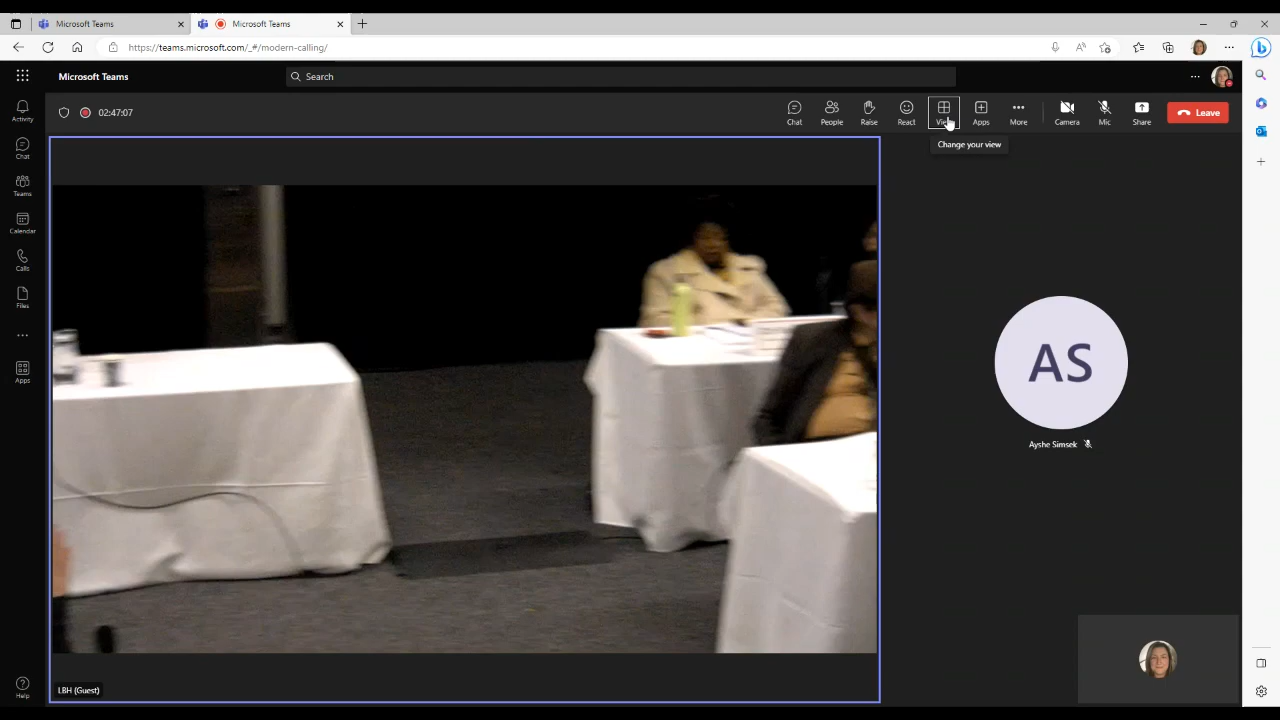 Microsoft Teams
Microsoft Teams
https://teams.microsoft.com/_#/modern-calling/
Microsoft Teams
Search
02:47:07
Chat
People
Raise
React
View
Apps
More
Camera
Mic
Share
Leave
Change your view
Activity
Chat
Teams
Calendar
Calls
Files
Apps
Help
AS
Ayshe Simsek
LBH (Guest)